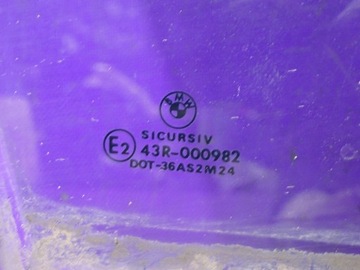 BMW
SICURSIV
E2 43R-000982
DOT-36AS2M24